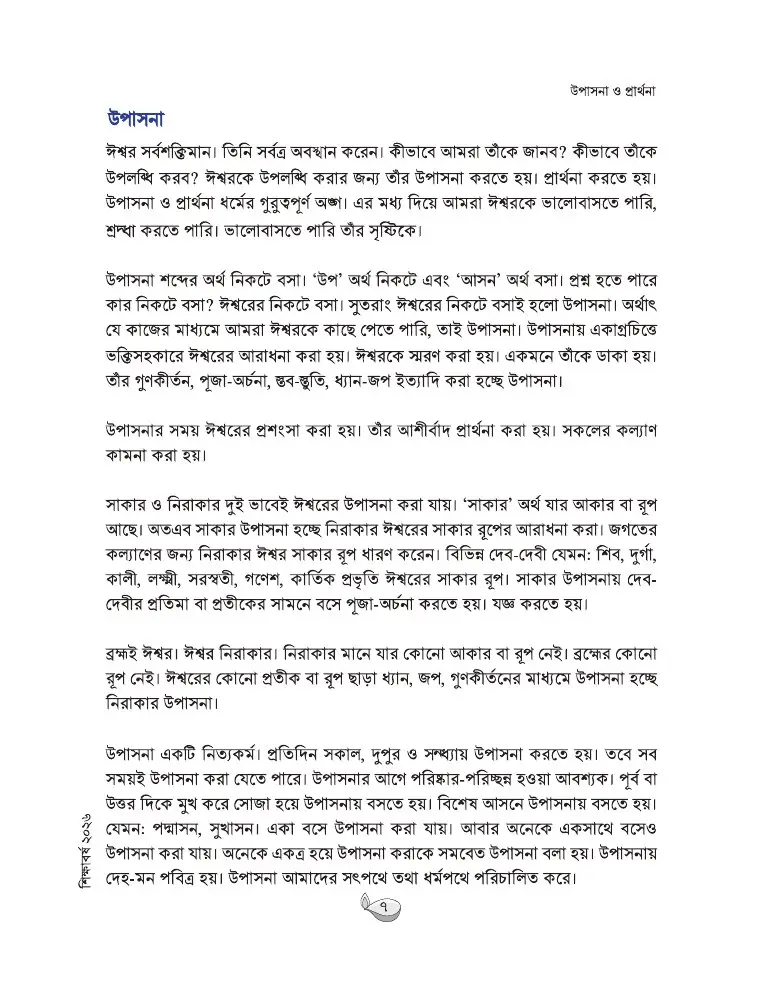 উপাসনা ও প্রার্থনা
উপাসনা
ঈশ্বর সর্বশক্তিমান। তিনি সর্বত্র অবস্থান করেন। কীভাবে আমরা তাঁকে জানব? কীভাবে তাঁকে
উপলব্ধি করব? ঈশ্বরকে উপলব্ধি করার জন্য তাঁর উপাসনা করতে হয়। প্রার্থনা করতে হয়।
উপাসনা ও প্রার্থনা ধর্মের গুরুত্বপূর্ণ অঙ্গ। এর মধ্য দিয়ে আমরা ঈশ্বরকে ভালোবাসতে পারি,
শ্রদ্ধা করতে পারি। ভালোবাসতে পারি তাঁর সৃষ্টিকে।
উপাসনা শব্দের অর্থ নিকটে বসা। ‘উপ’ অর্থ নিকটে এবং ‘আসন’ অর্থ বসা। প্রশ্ন হতে পারে
কার নিকটে বসা? ঈশ্বরের নিকটে বসা। সুতরাং ঈশ্বরের নিকটে বসাই হলো উপাসনা। অর্থাৎ
যে কাজের মাধ্যমে আমরা ঈশ্বরকে কাছে পেতে পারি, তাই উপাসনা। উপাসনায় একাগ্রচিত্তে
ভক্তিসহকারে ঈশ্বরের আরাধনা করা হয়। ঈশ্বরকে স্মরণ করা হয়। একমনে তাঁকে ডাকা হয়।
তাঁর গুণকীর্তন, পূজা-অর্চনা, স্তব-স্তুতি, ধ্যান-জপ ইত্যাদি করা হচ্ছে উপাসনা।
উপাসনার সময় ঈশ্বরের প্রশংসা করা হয়। তাঁর আশীর্বাদ প্রার্থনা করা হয়। সকলের কল্যাণ
কামনা করা হয়।
সাকার ও নিরাকার দুই ভাবেই ঈশ্বরের উপাসনা করা যায়। ‘সাকার’ অর্থ যার আকার বা রূপ
আছে। অতএব সাকার উপাসনা হচ্ছে নিরাকার ঈশ্বরের সাকার রূপের আরাধনা করা। জগতের
কল্যাণের জন্য নিরাকার ঈশ্বর সাকার রূপ ধারণ করেন। বিভিন্ন দেব-দেবী যেমন: শিব, দুর্গা,
কালী, লক্ষ্মী, সরস্বতী, গণেশ, কার্তিক প্রভৃতি ঈশ্বরের সাকার রূপ। সাকার উপাসনায় দেব-
দেবীর প্রতিমা বা প্রতীকের সামনে বসে পূজা-অর্চনা করতে হয়। যজ্ঞ করতে হয়।
ব্রহ্মই ঈশ্বর। ঈশ্বর নিরাকার। নিরাকার মানে যার কোনো আকার বা রূপ নেই। ব্রহ্মের কোনো
রূপ নেই। ঈশ্বরের কোনো প্রতীক বা রূপ ছাড়া ধ্যান, জপ, গুণকীর্তনের মাধ্যমে উপাসনা হচ্ছে
নিরাকার উপাসনা।
উপাসনা একটি নিত্যকর্ম। প্রতিদিন সকাল, দুপুর ও সন্ধ্যায় উপাসনা করতে হয়। তবে সব
সময়ই উপাসনা করা যেতে পারে। উপাসনার আগে পরিষ্কার-পরিচ্ছন্ন হওয়া আবশ্যক। পূর্ব বা
উত্তর দিকে মুখ করে সোজা হয়ে উপাসনায় বসতে হয়। বিশেষ আসনে উপাসনায় বসতে হয়।
যেমন: পদ্মাসন, সুখাসন। একা বসে উপাসনা করা যায়। আবার অনেকে একসাথে বসেও
উপাসনা করা যায়। অনেকে একত্র হয়ে উপাসনা করাকে সমবেত উপাসনা বলা হয়। উপাসনায়
দেহ-মন পবিত্র হয়। উপাসনা আমাদের সৎপথে তথা ধর্মপথে পরিচালিত করে।
শিক্ষাবর্ষ ২০২৬
৭